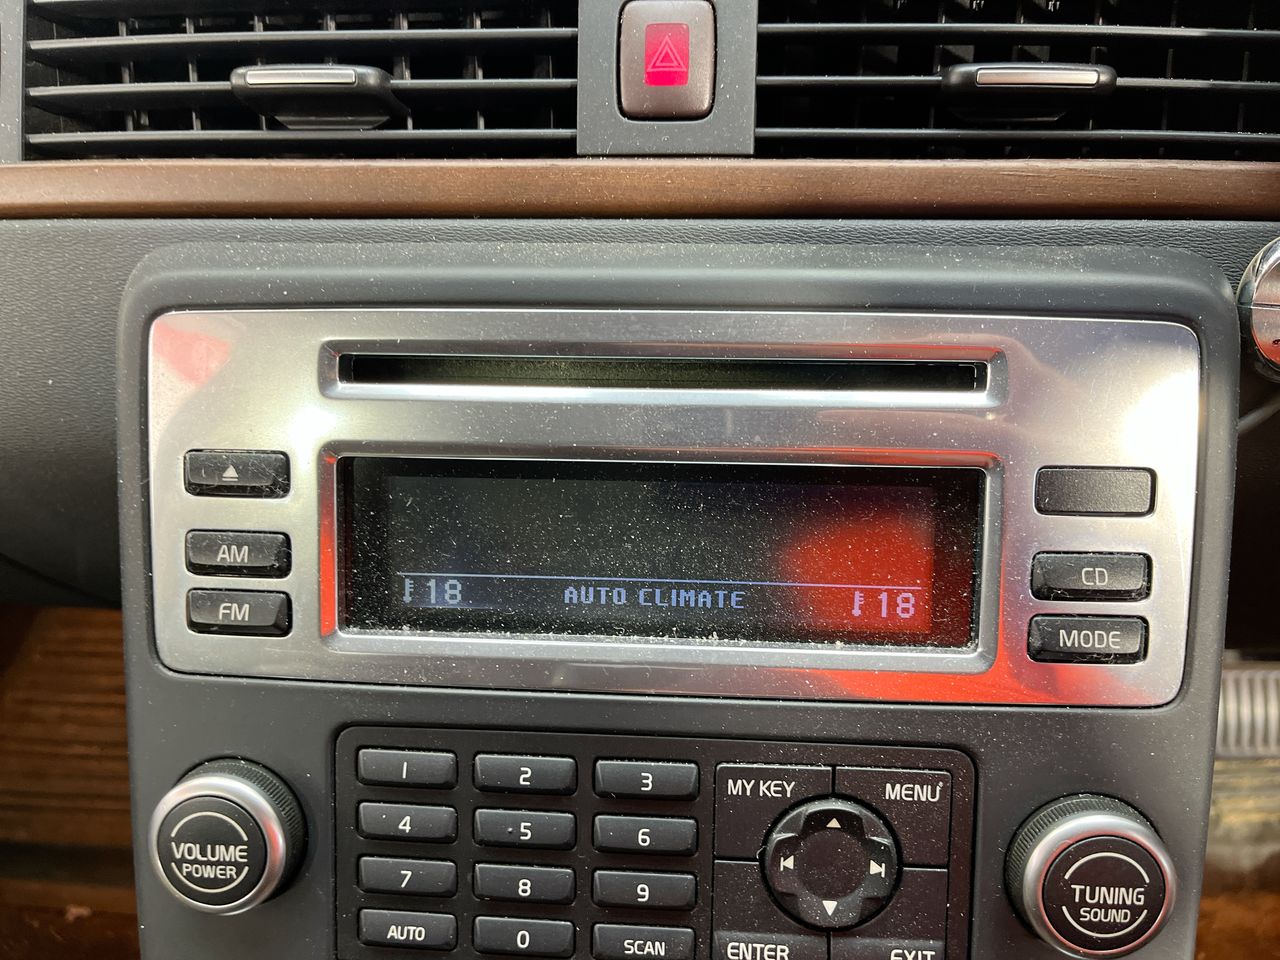 AM
FM
18 AUTO CLIMATE 18
CD
MODE
VOLUME
POWER
1 2 3
4 5 6
7 8 9
AUTO 0 SCAN
MY KEY MENU
ENTER EXIT
TUNING
SOUND